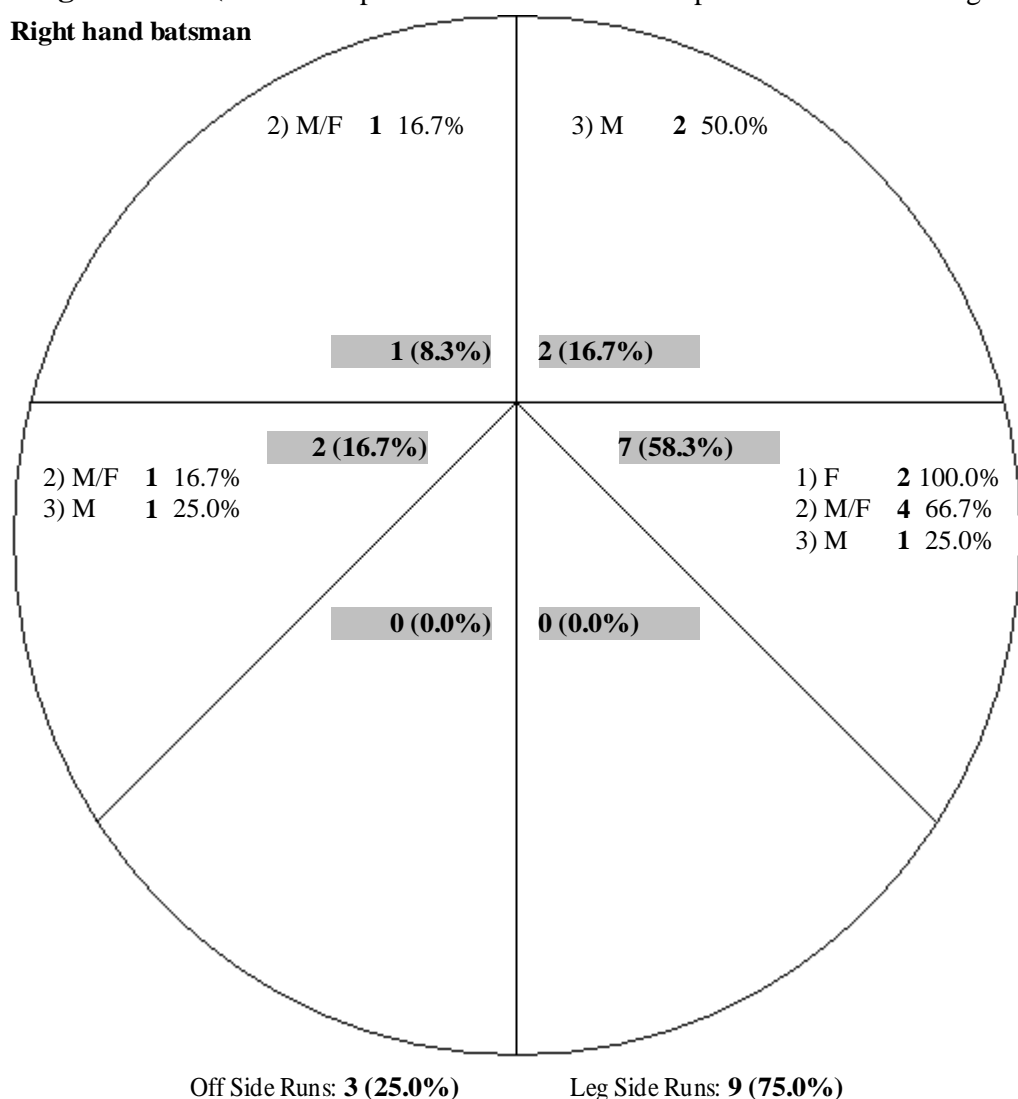 Right hand batsman
2) M/F 1 16.7% 3) M 2 50.0%
1 (8.3%) 2 (16.7%)
2 (16.7%) 7 (58.3%)
2) M/F 1 16.7% 1) F 2 100.0%
3) M 1 25.0% 2) M/F 4 66.7%
3) M 1 25.0%
0 (0.0%) 0 (0.0%)
Off Side Runs: 3 (25.0%) Leg Side Runs: 9 (75.0%)